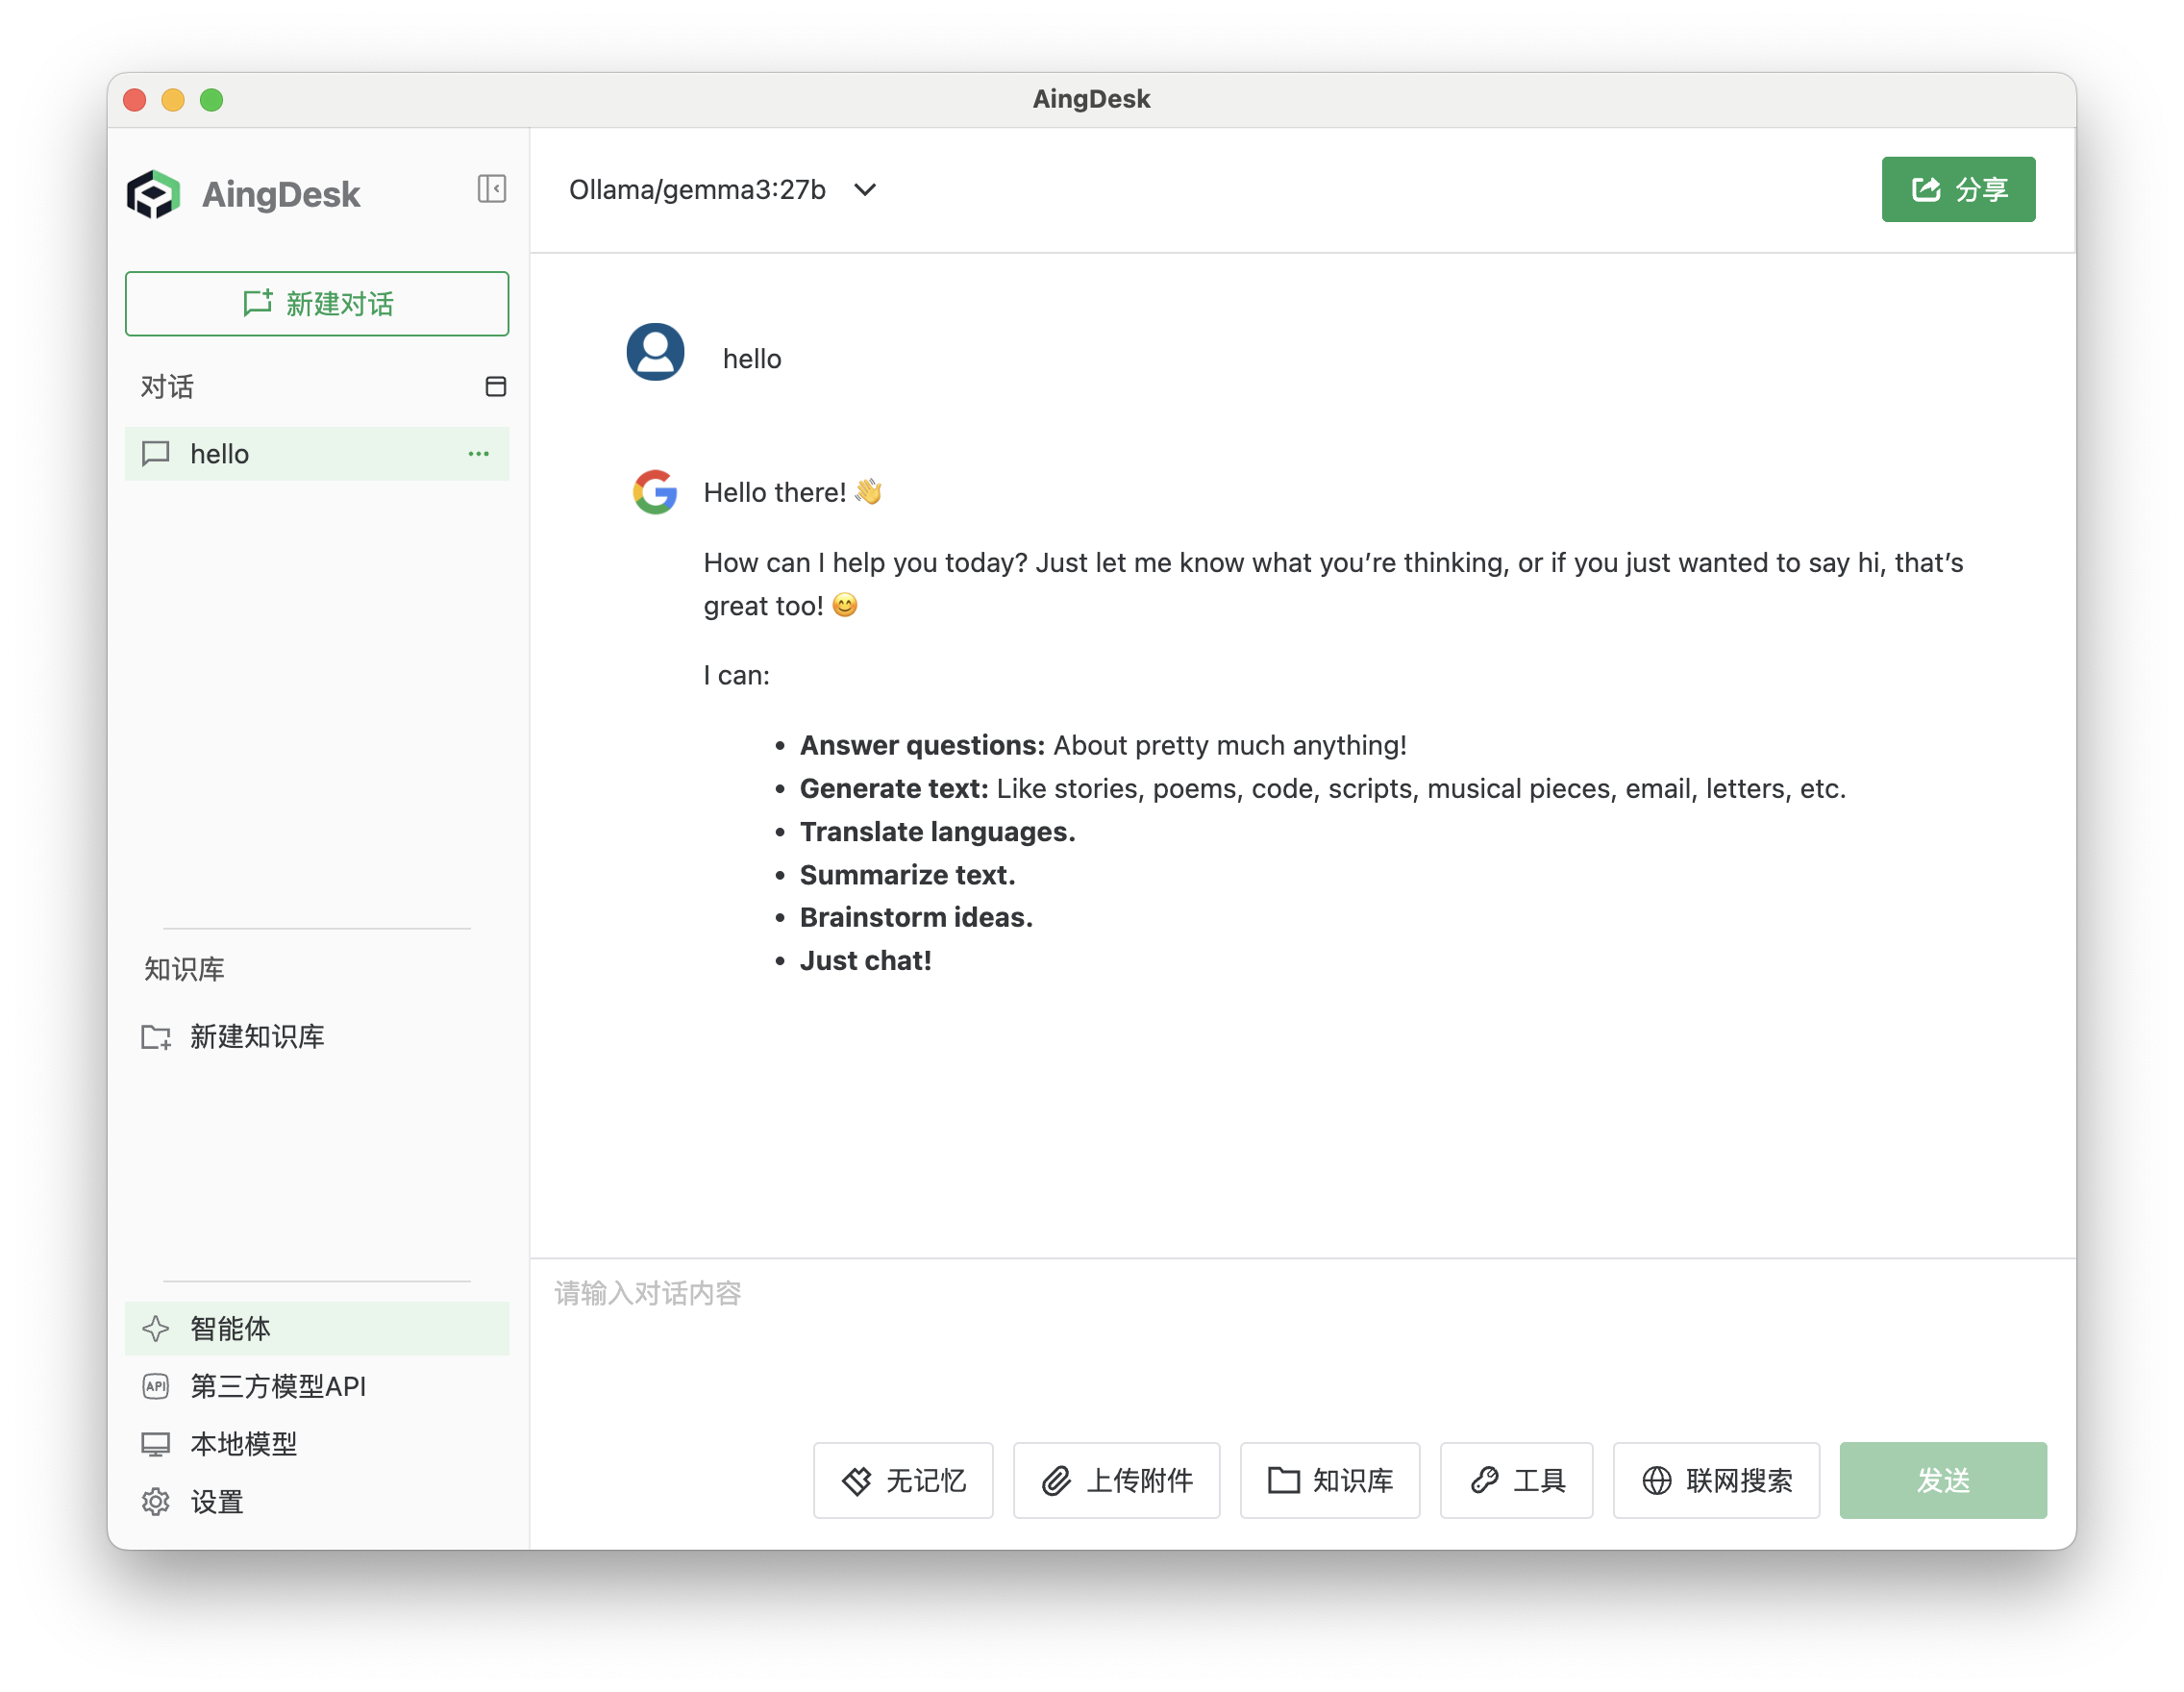 AingDesk
AingDesk
新建对话
对话
hello
知识库
新建知识库
智能体
API 第三方模型API
本地模型
设置
Ollama/gemma3:27b
分享
hello
Hello there! 👋
How can I help you today? Just let me know what you’re thinking, or if you just wanted to say hi, that’s
great too! 😊
I can:
• Answer questions: About pretty much anything!
• Generate text: Like stories, poems, code, scripts, musical pieces, email, letters, etc.
• Translate languages.
• Summarize text.
• Brainstorm ideas.
• Just chat!
请输入对话内容
无记忆 上传附件 知识库 工具 联网搜索 发送